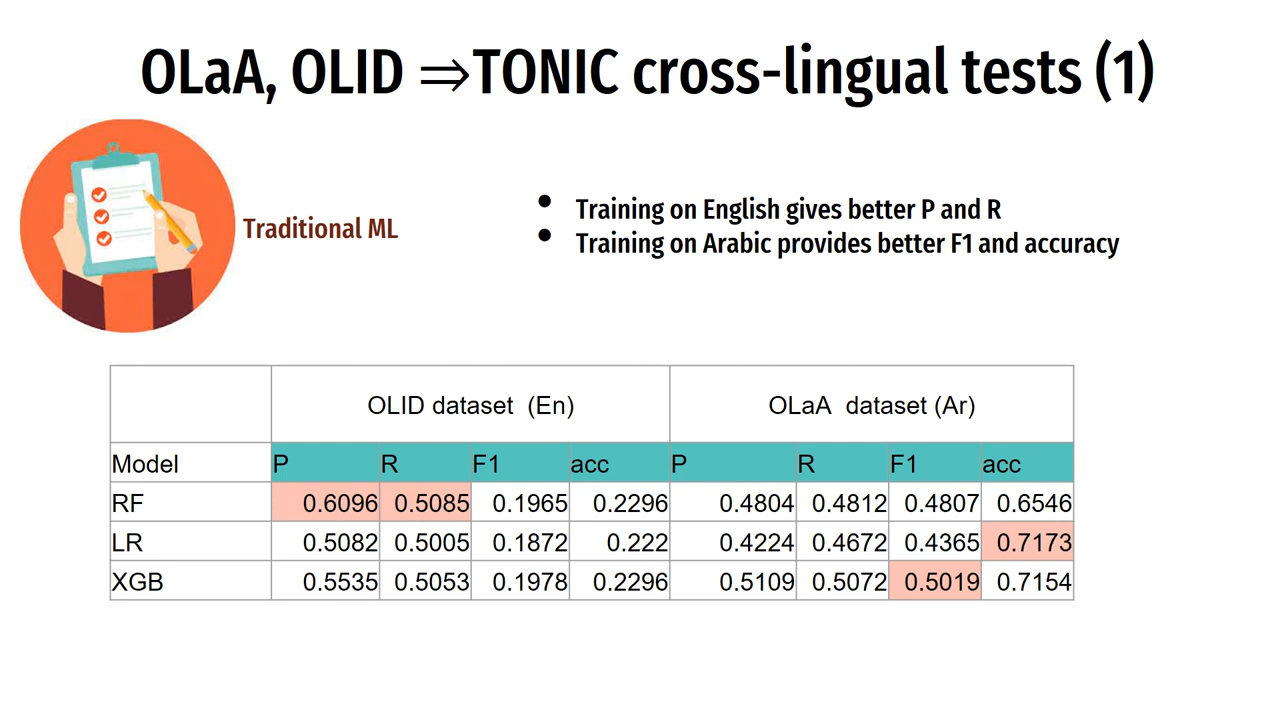 OLaA, OLID ⇒TONIC cross-lingual tests (1)
Traditional ML
• Training on English gives better P and R
• Training on Arabic provides better F1 and accuracy
OLID dataset (En) OLaA dataset (Ar)
Model P R F1 acc P R F1 acc
RF 0.6096 0.5085 0.1965 0.2296 0.4804 0.4812 0.4807 0.6546
LR 0.5082 0.5005 0.1872 0.222 0.4224 0.4672 0.4365 0.7173
XGB 0.5535 0.5053 0.1978 0.2296 0.5109 0.5072 0.5019 0.7154